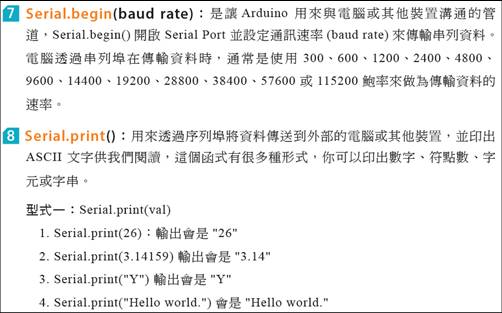 7 Serial.begin(baud rate)：是讓 Arduino 用來與電腦或其他裝置溝通的管
道，Serial.begin() 開啟 Serial Port 並設定通訊速率 (baud rate) 來傳輸串列資料。
電腦透過串列埠在傳輸資料時，通常是使用 300、600、1200、2400、4800、
9600、14400、19200、28800、38400、57600 或 115200 鮑率來做為傳輸資料的
速率。
8 Serial.print()：用來透過序列埠將資料傳送到外部的電腦或其他裝置，並印出
ASCII 文字供我們閱讀，這個函式有很多種形式，你可以印出數字、符點數、字
元或字串。
型式一：Serial.print(val)
1. Serial.print(26)：輸出會是 "26"
2. Serial.print(3.14159) 輸出會是 "3.14"
3. Serial.print("Y") 輸出會是 "Y"
4. Serial.print("Hello world.") 會是 "Hello world."